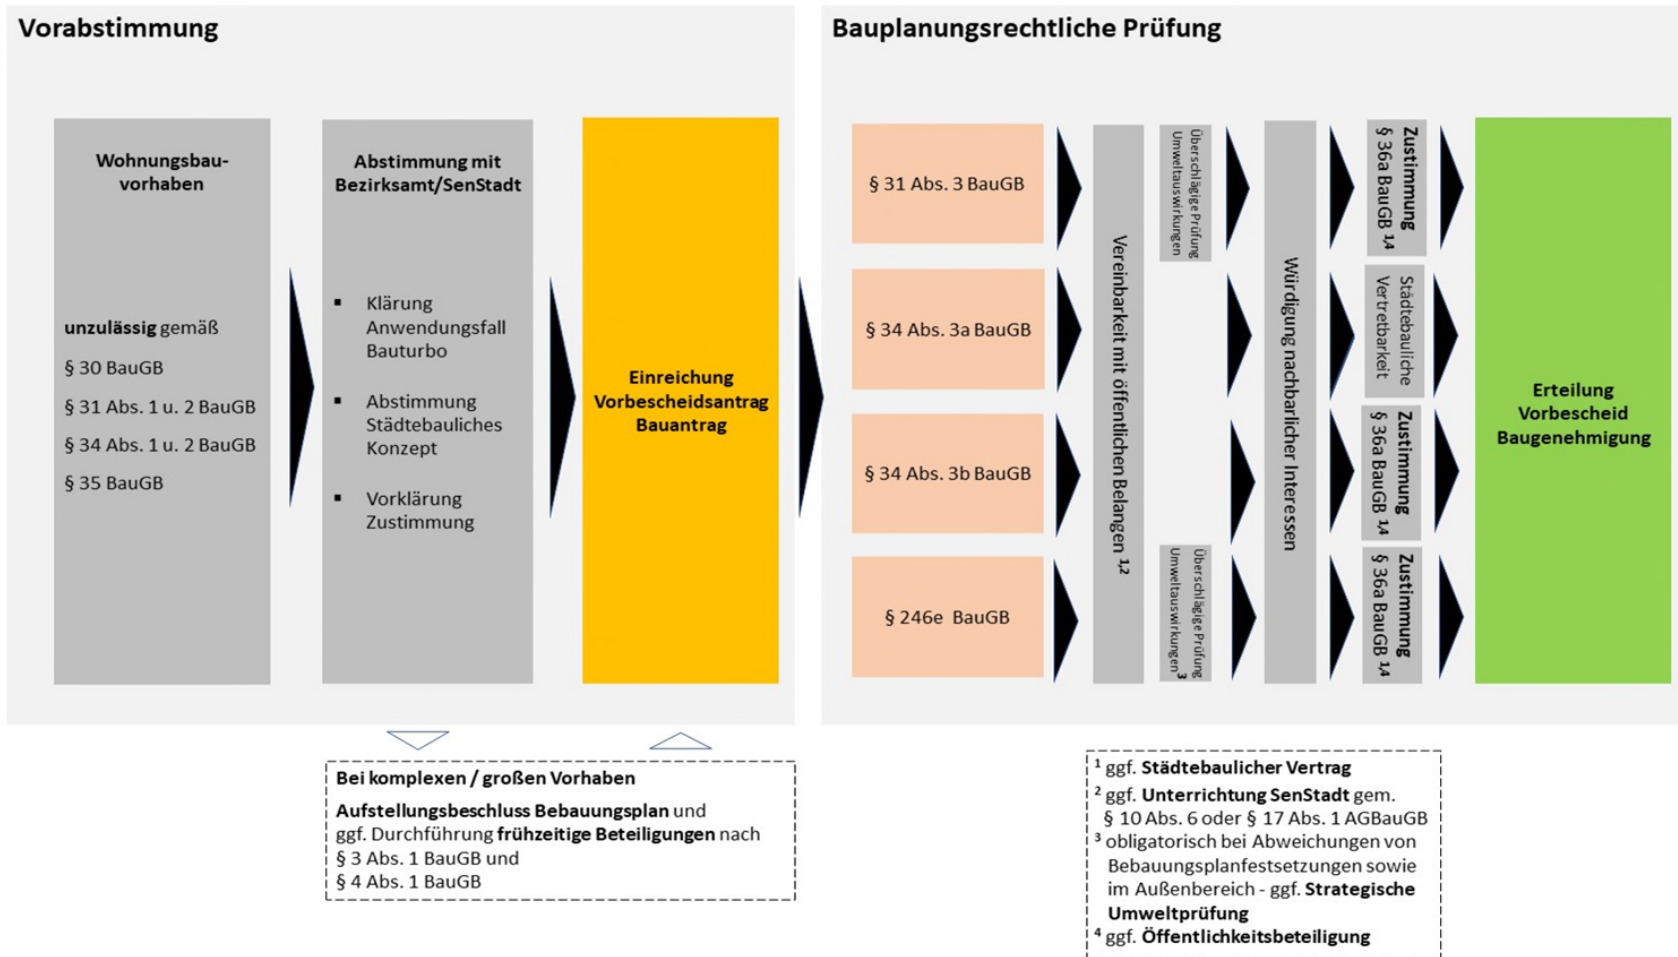 Vorabstimmung
Wohnungsbau-
vorhaben
unzulässig gemäß
§ 30 BauGB
§ 31 Abs. 1 u. 2 BauGB
§ 34 Abs. 1 u. 2 BauGB
§ 35 BauGB
Abstimmung mit
Bezirksamt/SenStadt
▪ Klärung
Anwendungsfall
Bauturbo
▪ Abstimmung
Städtebauliches
Konzept
▪ Vorklärung
Zustimmung
Einreichung
Vorbescheidsantrag
Bauantrag
Bei komplexen / großen Vorhaben
Aufstellungsbeschluss Bebauungsplan und
ggf. Durchführung frühzeitige Beteiligungen nach
§ 3 Abs. 1 BauGB und
§ 4 Abs. 1 BauGB
Bauplanungsrechtliche Prüfung
§ 31 Abs. 3 BauGB
§ 34 Abs. 3a BauGB
§ 34 Abs. 3b BauGB
§ 246e BauGB
Vereinbarkeit mit öffentlichen Belangen 1,2
Überschlägige Prüfung
Umweltauswirkungen
Überschlägige Prüfung
Umweltauswirkungen 3
Würdigung nachbarlicher Interessen
Zustimmung
§ 36a BauGB 1,4
Städtebauliche
Vertretbarkeit
Zustimmung
§ 36a BauGB 1,4
Zustimmung
§ 36a BauGB 1,4
Erteilung
Vorbescheid
Baugenehmigung
1 ggf. Städtebaulicher Vertrag
2 ggf. Unterrichtung SenStadt gem.
§ 10 Abs. 6 oder § 17 Abs. 1 AGBauGB
3 obligatorisch bei Abweichungen von
Bebauungsplanfestsetzungen sowie
im Außenbereich - ggf. Strategische
Umweltprüfung
4 ggf. Öffentlichkeitsbeteiligung